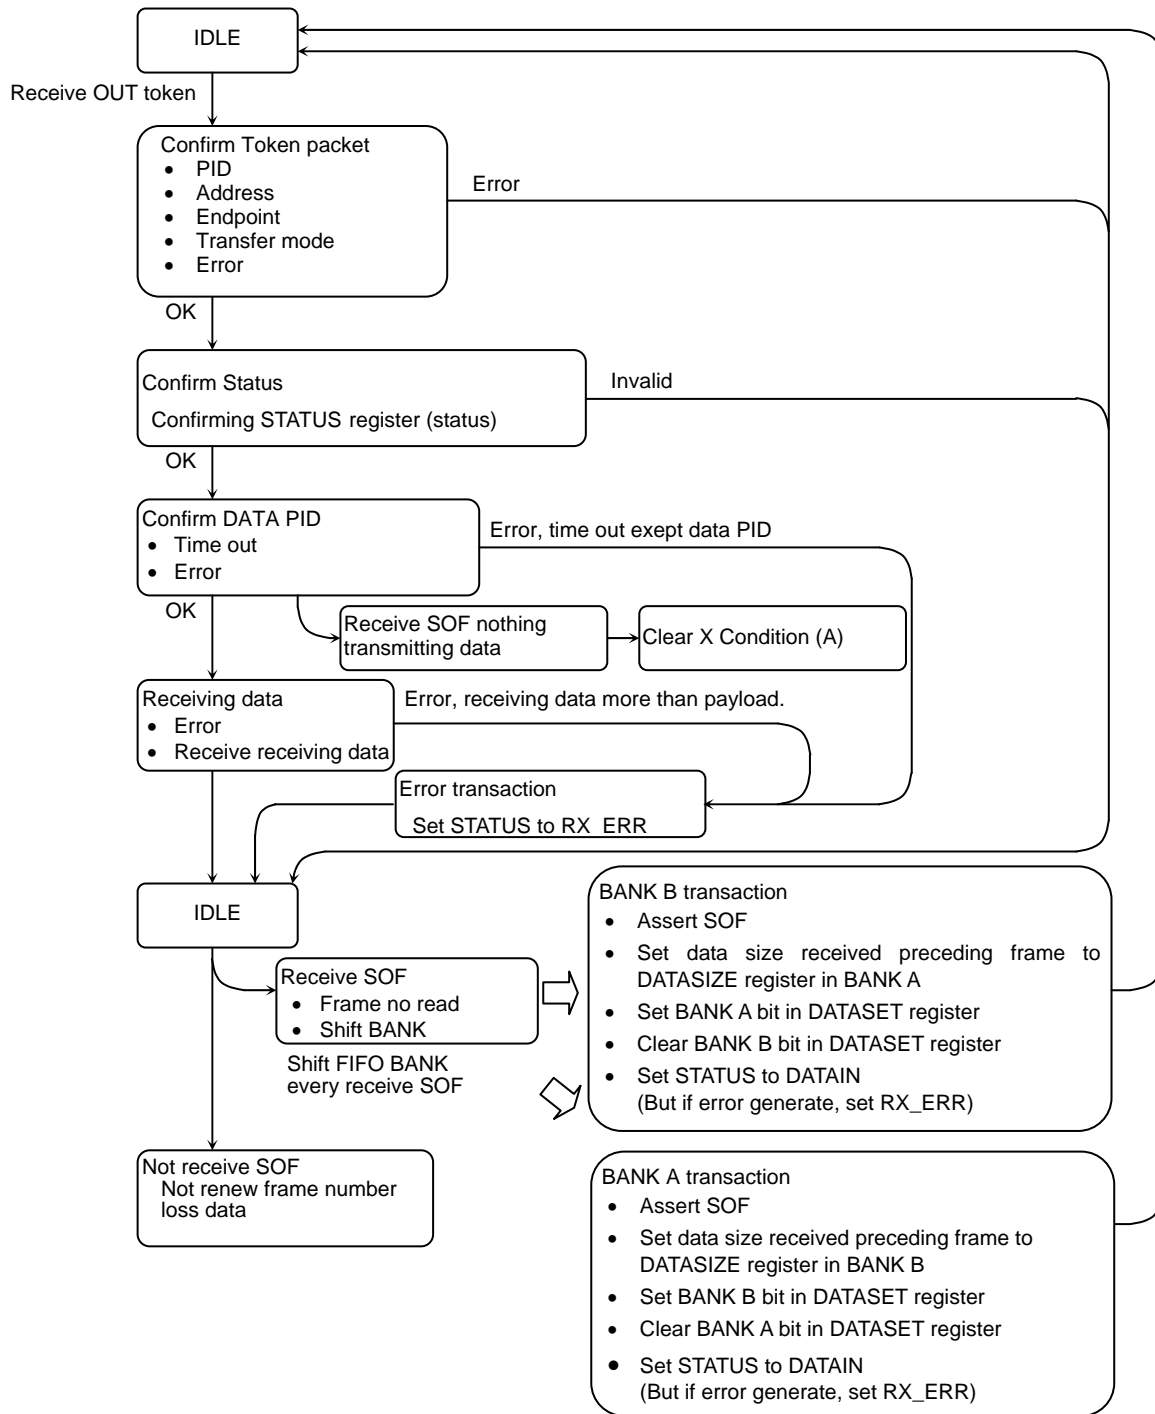 IDLE
Receive OUT token
Confirm Token packet
• PID
• Address
• Endpoint
• Transfer mode
• Error
Error
OK
Confirm Status
Confirming STATUS register (status)
Invalid
OK
Confirm DATA PID
• Time out
• Error
Error, time out exept data PID
OK
Receive SOF nothing
transmitting data
Clear X Condition (A)
Receiving data
• Error
• Receive receiving data
Error, receiving data more than payload.
Error transaction
Set STATUS to RX_ERR
IDLE
Receive SOF
• Frame no read
• Shift BANK
Shift FIFO BANK
every receive SOF
BANK B transaction
• Assert SOF
• Set data size received preceding frame to
DATASIZE register in BANK A
• Set BANK A bit in DATASET register
• Clear BANK B bit in DATASET register
• Set STATUS to DATAIN
(But if error generate, set RX_ERR)
Not receive SOF
Not renew frame number
loss data
BANK A transaction
• Assert SOF
• Set data size received preceding frame to
DATASIZE register in BANK B
• Set BANK B bit in DATASET register
• Clear BANK A bit in DATASET register
• Set STATUS to DATAIN
(But if error generate, set RX_ERR)